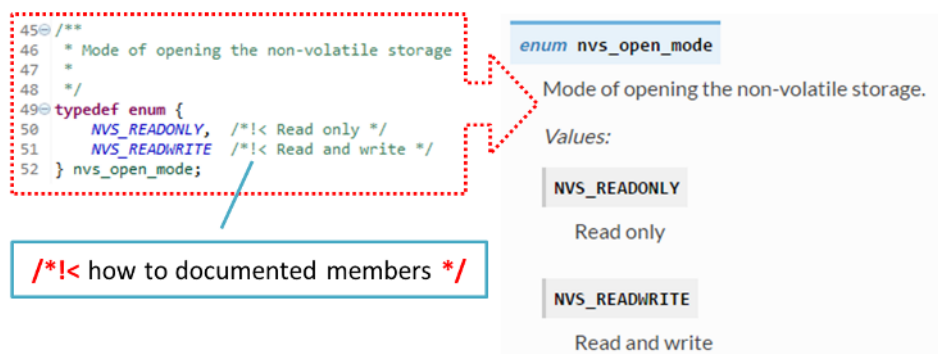 45 /**
46  * Mode of opening the non-volatile storage
47  *
48  */
49 typedef enum {
50     NVS_READONLY,  /*!< Read only */
51     NVS_READWRITE  /*!< Read and write */
52 } nvs_open_mode;
/*!< how to documented members */
enum nvs_open_mode
Mode of opening the non-volatile storage.
Values:
NVS_READONLY
Read only
NVS_READWRITE
Read and write